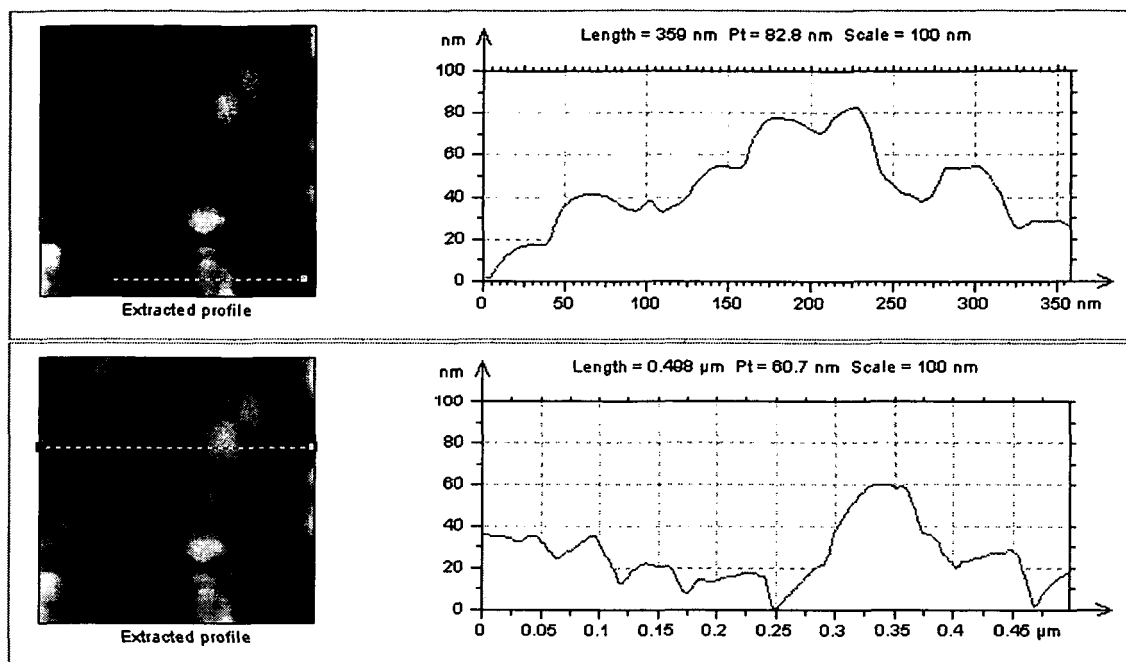 Length = 359 nm Pt = 82.8 nm Scale = 100 nm
nm
100
80
60
40
20
0
0 50 100 150 200 250 300 350 nm
Extracted profile
Length = 0.498 µm Pt = 60.7 nm Scale = 100 nm
nm
100
80
60
40
20
0
0 0.05 0.1 0.15 0.2 0.25 0.3 0.35 0.4 0.45 µm
Extracted profile